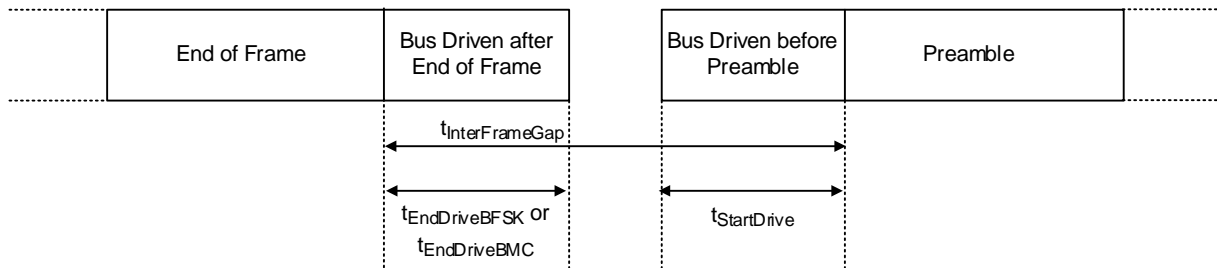 End of Frame
Bus Driven after
End of Frame
Bus Driven before
Preamble
Preamble
tInterFrameGap
tEndDriveBFSK or
tEndDriveBMC
tStartDrive